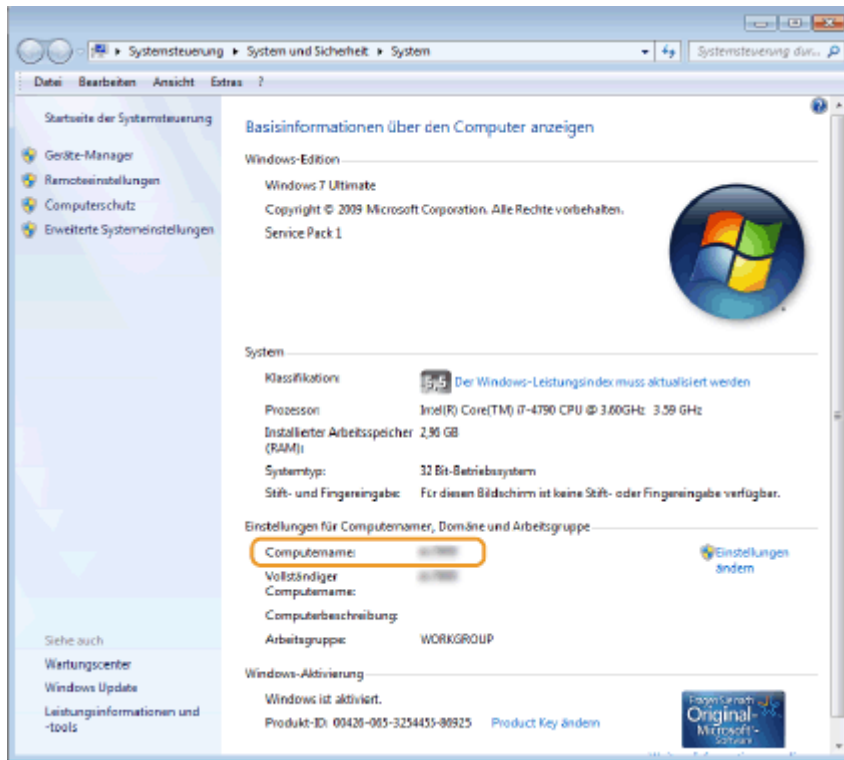 Systemsteuerung ▸ System und Sicherheit ▸ System
Systemsteuerung dur...
Datei Bearbeiten Ansicht Extras ?
Startseite der Systemsteuerung
Geräte-Manager
Remoteeinstellungen
Computerschutz
Erweiterte Systemeinstellungen
Basisinformationen über den Computer anzeigen
Windows-Edition
Windows 7 Ultimate
Copyright © 2009 Microsoft Corporation. Alle Rechte vorbehalten.
Service Pack 1
System
Klassifikation:
5,5 Der Windows-Leistungsindex muss aktualisiert werden
Prozessor: Intel(R) Core(TM) i7-4790 CPU @ 3.60GHz 3.59 GHz
Installierter Arbeitsspeicher 2,96 GB
(RAM):
Systemtyp: 32 Bit-Betriebssystem
Stift- und Fingereingabe: Für diesen Bildschirm ist keine Stift- oder Fingereingabe verfügbar.
Einstellungen für Computernamen, Domäne und Arbeitsgruppe
Computername:
Einstellungen
ändern
Vollständiger
Computername:
Computerbeschreibung:
Arbeitsgruppe: WORKGROUP
Windows-Aktivierung
Windows ist aktiviert.
Produkt-ID: 00426-065-3254455-86925 Product Key ändern
Fragen Sie nach
Original-
Microsoft-
Software
Siehe auch
Wartungscenter
Windows Update
Leistungsinformationen und
-tools